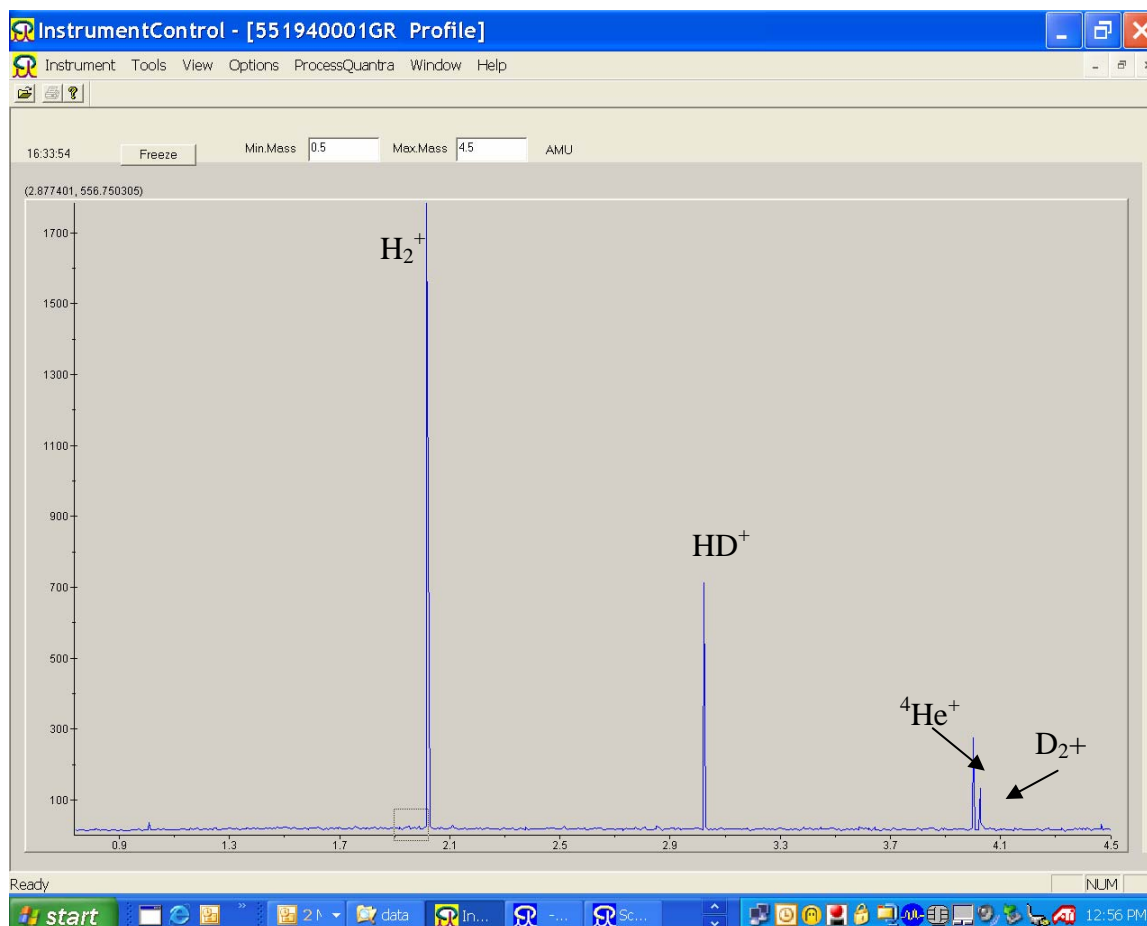 InstrumentControl - [551940001GR Profile]
Instrument Tools View Options ProcessQuantra Window Help
16:33:54 Freeze Min.Mass 0.5 Max.Mass 4.5 AMU
(2.877401, 556.750305)
H₂⁺
HD⁺
⁴He⁺
D₂+
1700
1500
1300
1100
900
700
500
300
100
0.9 1.3 1.7 2.1 2.5 2.9 3.3 3.7 4.1 4.5
Ready NUM
start » 2 data In... -... Sc... 12:56 PM